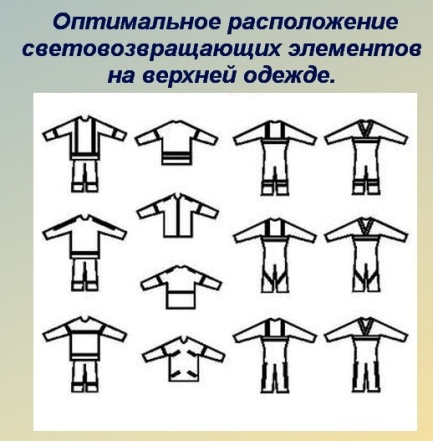 Оптимальное расположение
световозвращающих элементов
на верхней одежде.